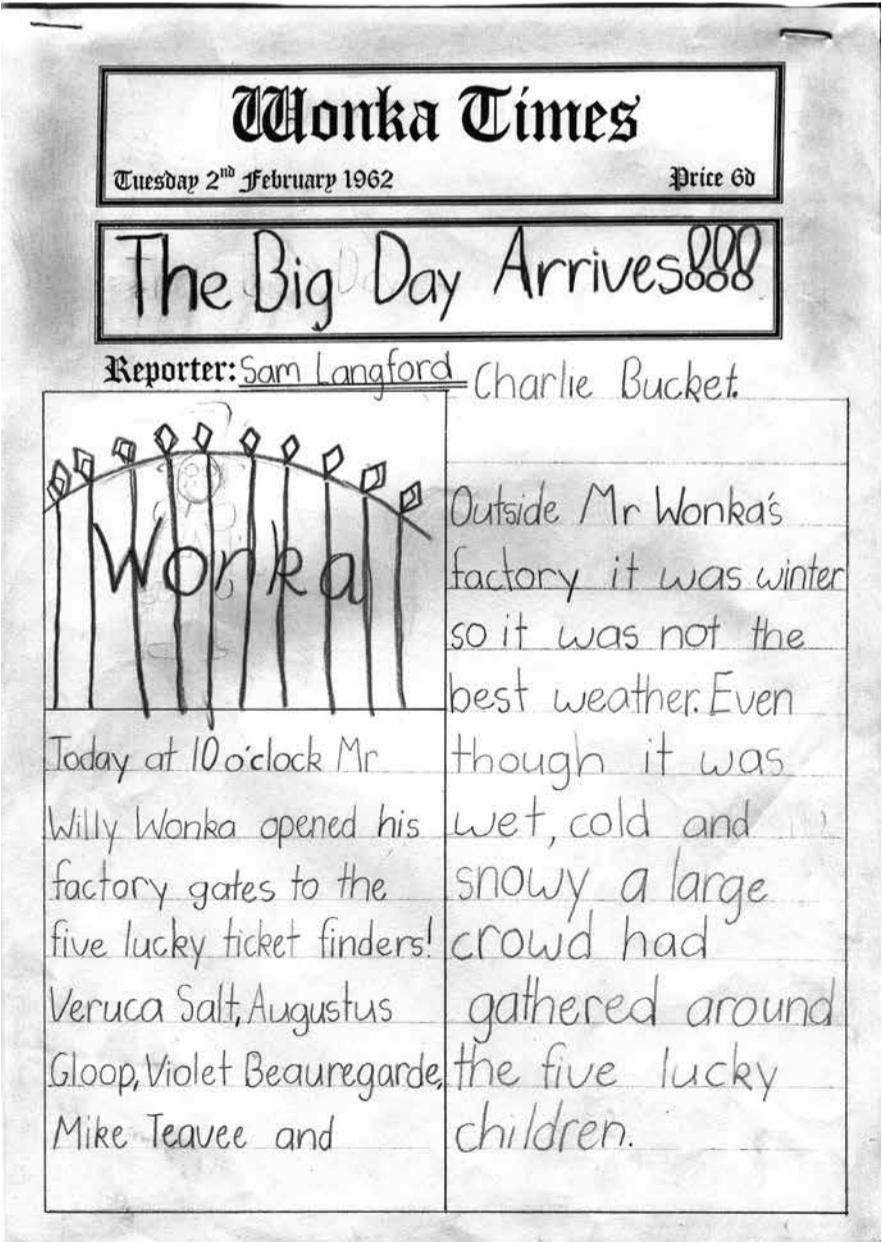 Wonka Times
Tuesday 2nd February 1962 Price 6d
The Big Day Arrives!!!
Reporter: Sam Langford
Wonka
Today at 10 o'clock Mr
Willy Wonka opened his
factory gates to the
five lucky ticket finders!
Veruca Salt, Augustus
Gloop, Violet Beauregarde,
Mike Teavee and
Charlie Bucket.
Outside Mr Wonka's
factory it was winter
so it was not the
best weather. Even
though it was
wet, cold and
snowy a large
crowd had
gathered around
the five lucky
children.